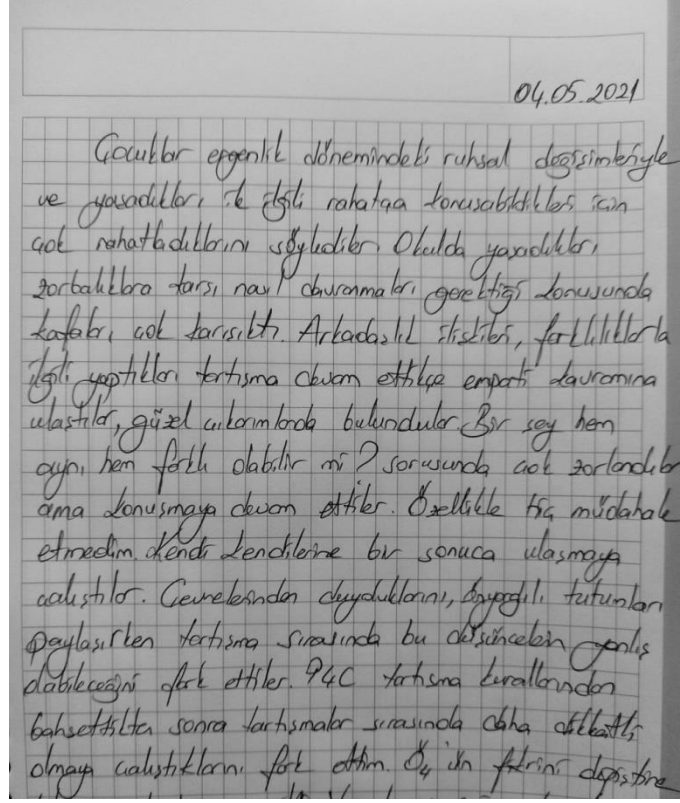 04.05.2021
Çocuklar ergenlik dönemindeki ruhsal değişimleriyle
ve yaşadıkları ile ilgili rahatça konuşabildikleri için
çok rahatladıklarını söylediler. Okulda yaşadıkları
zorbalıklara karşı nasıl davranmaları gerektiği konusunda
kafaları çok karışıktı. Arkadaşlık ilişkileri, farklılıklarla
ilgili yaptıkları tartışma devam ettikçe empati kavramına
ulaştılar, güzel çıkarımlarda bulundular. Bir şey hem
aynı hem farklı olabilir mi? sorusunda çok zorlandılar
ama konuşmaya devam ettiler. Özellikle hiç müdahale
etmedim. Kendi kendilerine bir sonuca ulaşmaya
çalıştılar. Çevrelerinden duyduklarını, önyargılı tutumları
paylaşırken tartışma sırasında bu düşüncelerin yanlış
olabileceğini fark ettiler. P4C tartışma kurallarından
bahsettikten sonra tartışmalar sırasında daha dikkatli
olmaya çalıştıklarını fark ettim. Ö4 ün fikrini